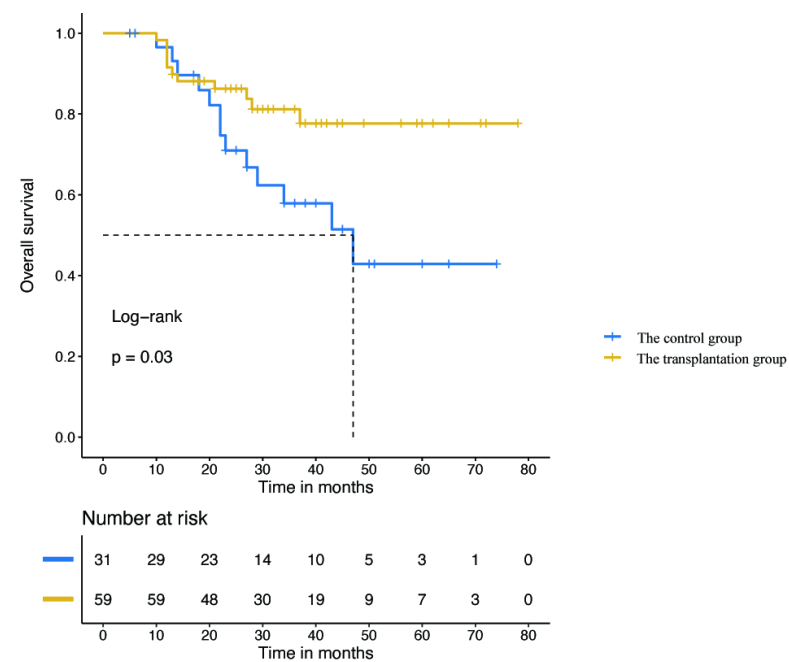 Overall survival
1.0
0.8
0.6
0.4
0.2
0.0
Log-rank
p = 0.03
0 10 20 30 40 50 60 70 80
Time in months
The control group
The transplantation group
Number at risk
31 29 23 14 10 5 3 1 0
59 59 48 30 19 9 7 3 0
0 10 20 30 40 50 60 70 80
Time in months